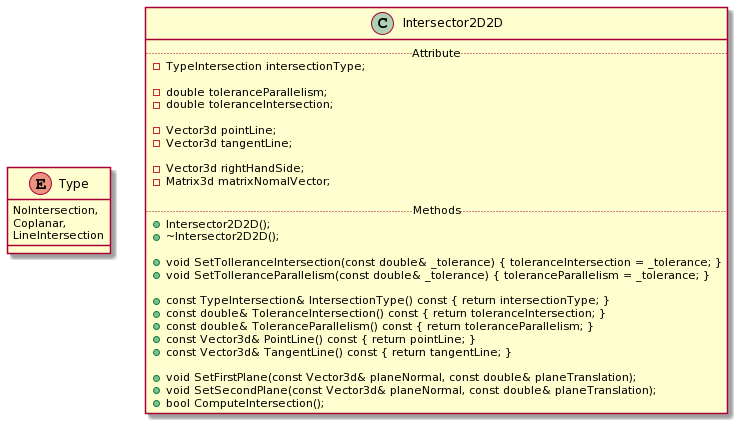 E Type
NoIntersection,
Coplanar,
LineIntersection
C Intersector2D2D
Attribute
TypeIntersection intersectionType;
double toleranceParallelism;
double toleranceIntersection;
Vector3d pointLine;
Vector3d tangentLine;
Vector3d rightHandSide;
Matrix3d matrixNomalVector;
Methods
Intersector2D2D();
~Intersector2D2D();
void SetTolleranceIntersection(const double& _tolerance) { toleranceIntersection = _tolerance; }
void SetTolleranceParallelism(const double& _tolerance) { toleranceParallelism = _tolerance; }
const TypeIntersection& IntersectionType() const { return intersectionType; }
const double& ToleranceIntersection() const { return toleranceIntersection; }
const double& ToleranceParallelism() const { return toleranceParallelism; }
const Vector3d& PointLine() const { return pointLine; }
const Vector3d& TangentLine() const { return tangentLine; }
void SetFirstPlane(const Vector3d& planeNormal, const double& planeTranslation);
void SetSecondPlane(const Vector3d& planeNormal, const double& planeTranslation);
bool ComputeIntersection();